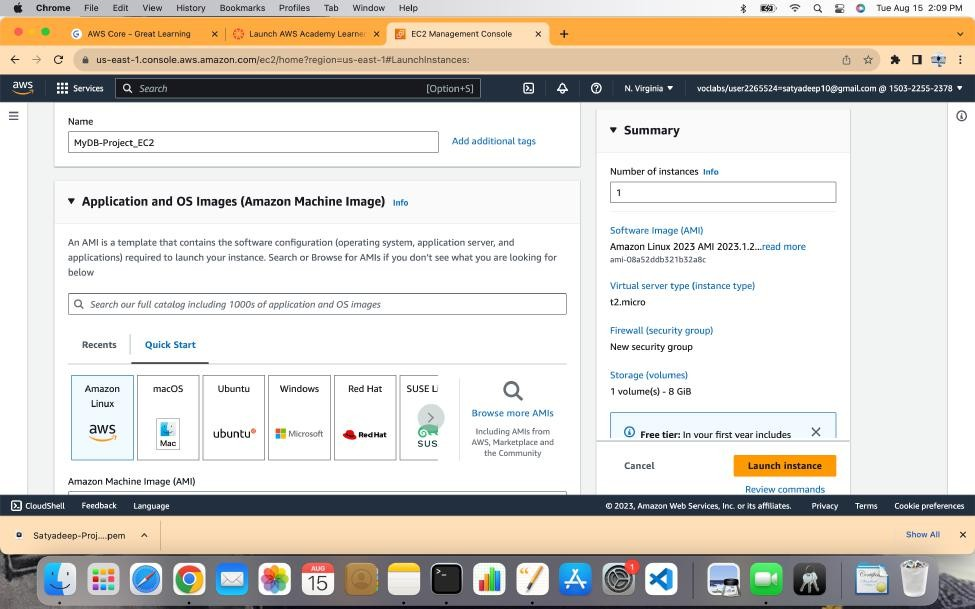 Chrome File Edit View History Bookmarks Profiles Tab Window Help Tue Aug 15 2:09 PM
AWS Core - Great Learning
Launch AWS Academy Learner
EC2 Management Console
us-east-1.console.aws.amazon.com/ec2/home?region=us-east-1#LaunchInstances:
aws Services Search [Option+S] N. Virginia voclabs/user2265524=satyadeep10@gmail.com @ 1503-2255-2378
Name
MyDB-Project_EC2
Add additional tags
Application and OS Images (Amazon Machine Image) Info
An AMI is a template that contains the software configuration (operating system, application server, and
applications) required to launch your instance. Search or Browse for AMIs if you don't see what you are looking for
below
Search our full catalog including 1000s of application and OS images
Recents
Quick Start
Amazon
Linux
aws
macOS
Mac
Ubuntu
ubuntu
Windows
Microsoft
Red Hat
Red Hat
SUSE Li
SUS
Browse more AMIs
Including AMIs from
AWS, Marketplace and
the Community
Amazon Machine Image (AMI)
Summary
Number of instances Info
1
Software Image (AMI)
Amazon Linux 2023 AMI 2023.1.2...read more
ami-08a52ddb321b32a8c
Virtual server type (instance type)
t2.micro
Firewall (security group)
New security group
Storage (volumes)
1 volume(s) - 8 GiB
Free tier: In your first year includes
Cancel
Launch instance
Review commands
CloudShell Feedback Language © 2023, Amazon Web Services, Inc. or its affiliates. Privacy Terms Cookie preferences
Satyadeep-Proj....pem
Show All
AUG
15
1